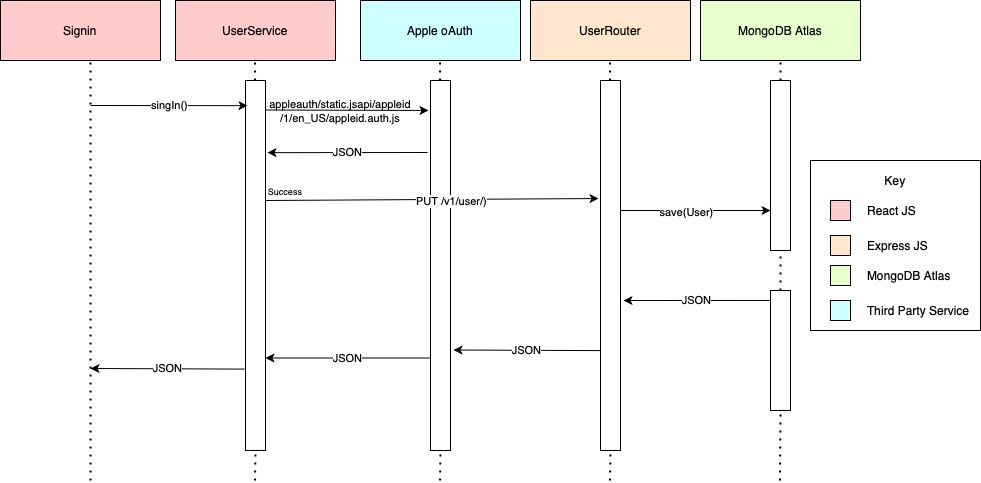 Signin
UserService
Apple oAuth
UserRouter
MongoDB Atlas
singIn()
appleauth/static.jsapi/appleid
/1/en_US/appleid.auth.js
JSON
Success
PUT /v1/user/)
save(User)
JSON
JSON
JSON
JSON
Key
React JS
Express JS
MongoDB Atlas
Third Party Service